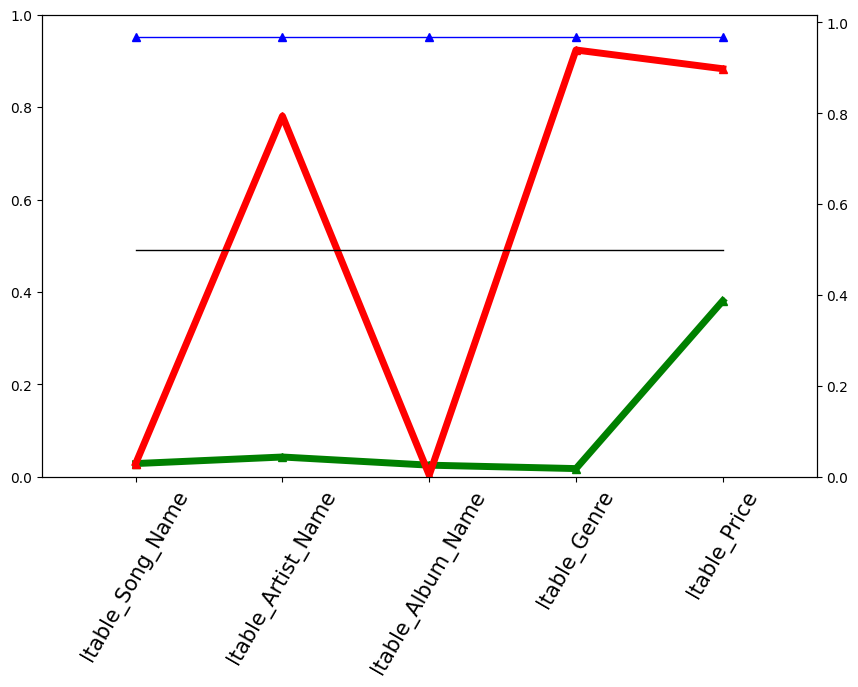 1.0
0.8
0.6
0.4
0.2
0.0
1.0
0.8
0.6
0.4
0.2
0.0
ltable_Song_Name
ltable_Artist_Name
ltable_Album_Name
ltable_Genre
ltable_Price